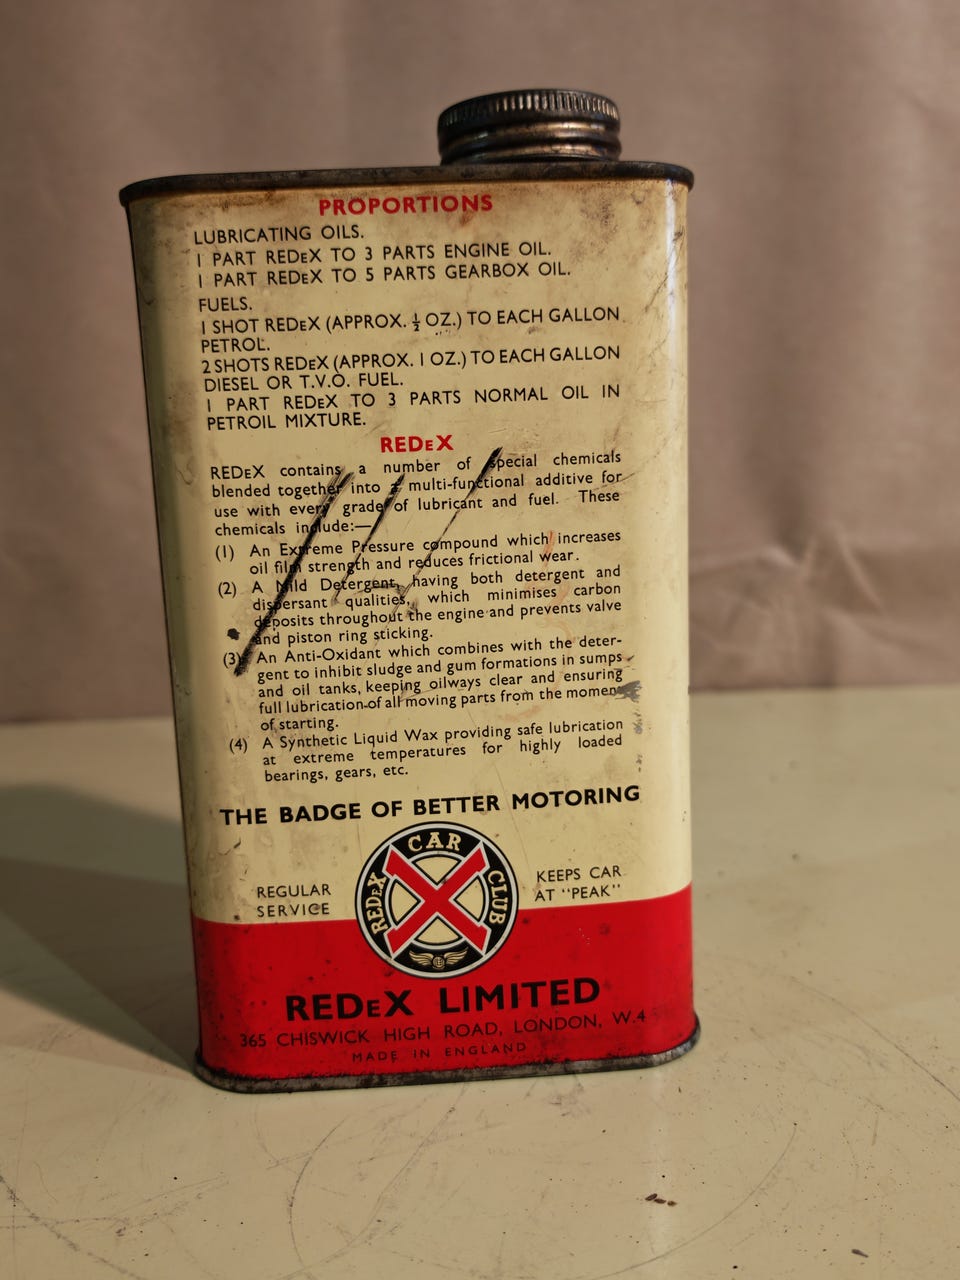 PROPORTIONS
LUBRICATING OILS.
1 PART REDeX TO 3 PARTS ENGINE OIL.
1 PART REDeX TO 5 PARTS GEARBOX OIL.
FUELS.
1 SHOT REDeX (APPROX. ½ OZ.) TO EACH GALLON
PETROL.
2 SHOTS REDeX (APPROX. 1 OZ.) TO EACH GALLON
DIESEL OR T.V.O. FUEL.
1 PART REDeX TO 3 PARTS NORMAL OIL IN
PETROIL MIXTURE.
REDeX
REDeX contains a number of special chemicals
blended together into a multi-functional additive for
use with every grade of lubricant and fuel. These
chemicals include:—
(1) An Extreme Pressure compound which increases
oil film strength and reduces frictional wear.
(2) A Mild Detergent, having both detergent and
dispersant qualities, which minimises carbon
deposits throughout the engine and prevents valve
and piston ring sticking.
(3) An Anti-Oxidant which combines with the deter-
gent to inhibit sludge and gum formations in sumps
and oil tanks, keeping oilways clear and ensuring
full lubrication of all moving parts from the moment
of starting.
(4) A Synthetic Liquid Wax providing safe lubrication
at extreme temperatures for highly loaded
bearings, gears, etc.
THE BADGE OF BETTER MOTORING
REGULAR
SERVICE
REDeX CAR CLUB
KEEPS CAR
AT "PEAK"
REDeX LIMITED
365 CHISWICK HIGH ROAD, LONDON, W.4
MADE IN ENGLAND